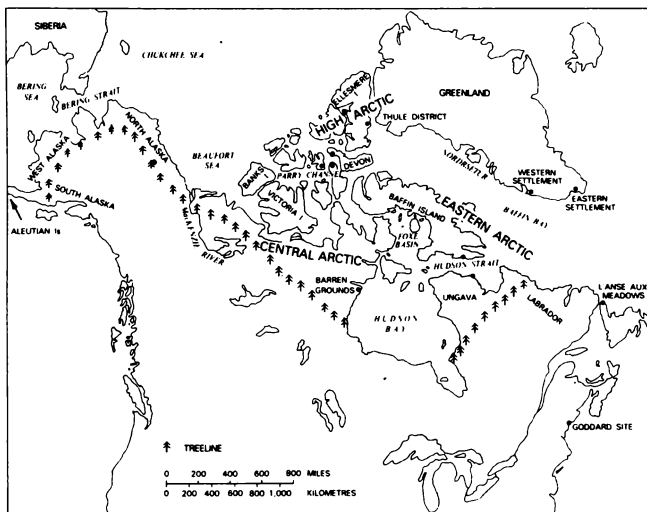 SIBERIA
CHUKCHEE SEA
BERING
SEA
BERING STRAIT
WEST ALASKA
NORTH ALASKA
SOUTH ALASKA
ALEUTIAN Is
BEAUFORT
SEA
MACKENZIE
RIVER
BANKS I
VICTORIA I
PARRY CHANNEL
DEVON
ELLESMERE I
HIGH ARCTIC
THULE DISTRICT
GREENLAND
NORDRSETUR
WESTERN
SETTLEMENT
EASTERN
SETTLEMENT
BAFFIN BAY
BAFFIN ISLAND
EASTERN ARCTIC
FOXE
BASIN
CENTRAL ARCTIC
HUDSON STRAIT
BARREN
GROUNDS
UNGAVA
LABRADOR
HUDSON
BAY
L'ANSE AUX
MEADOWS
GODDARD SITE
TREELINE
0 200 400 600 800 MILES
0 200 400 600 800 1,000 KILOMETRES